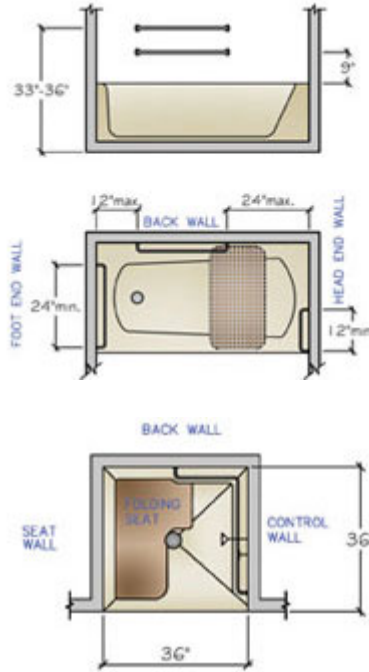 33"-36"
9"
12"max.
24"max.
BACK WALL
FOOT END WALL
HEAD END WALL
24"min.
12"min
BACK WALL
FOLDING
SEAT
SEAT
WALL
CONTROL
WALL
36
36"